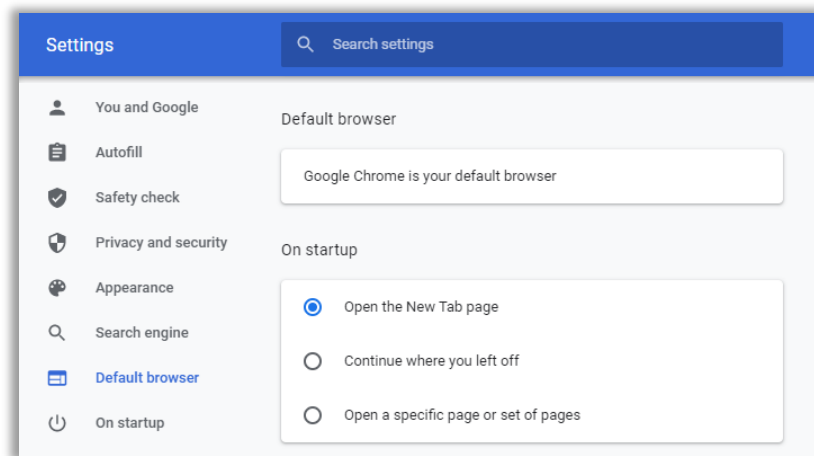 Settings
Search settings
You and Google
Autofill
Safety check
Privacy and security
Appearance
Search engine
Default browser
On startup
Default browser
Google Chrome is your default browser
On startup
Open the New Tab page
Continue where you left off
Open a specific page or set of pages